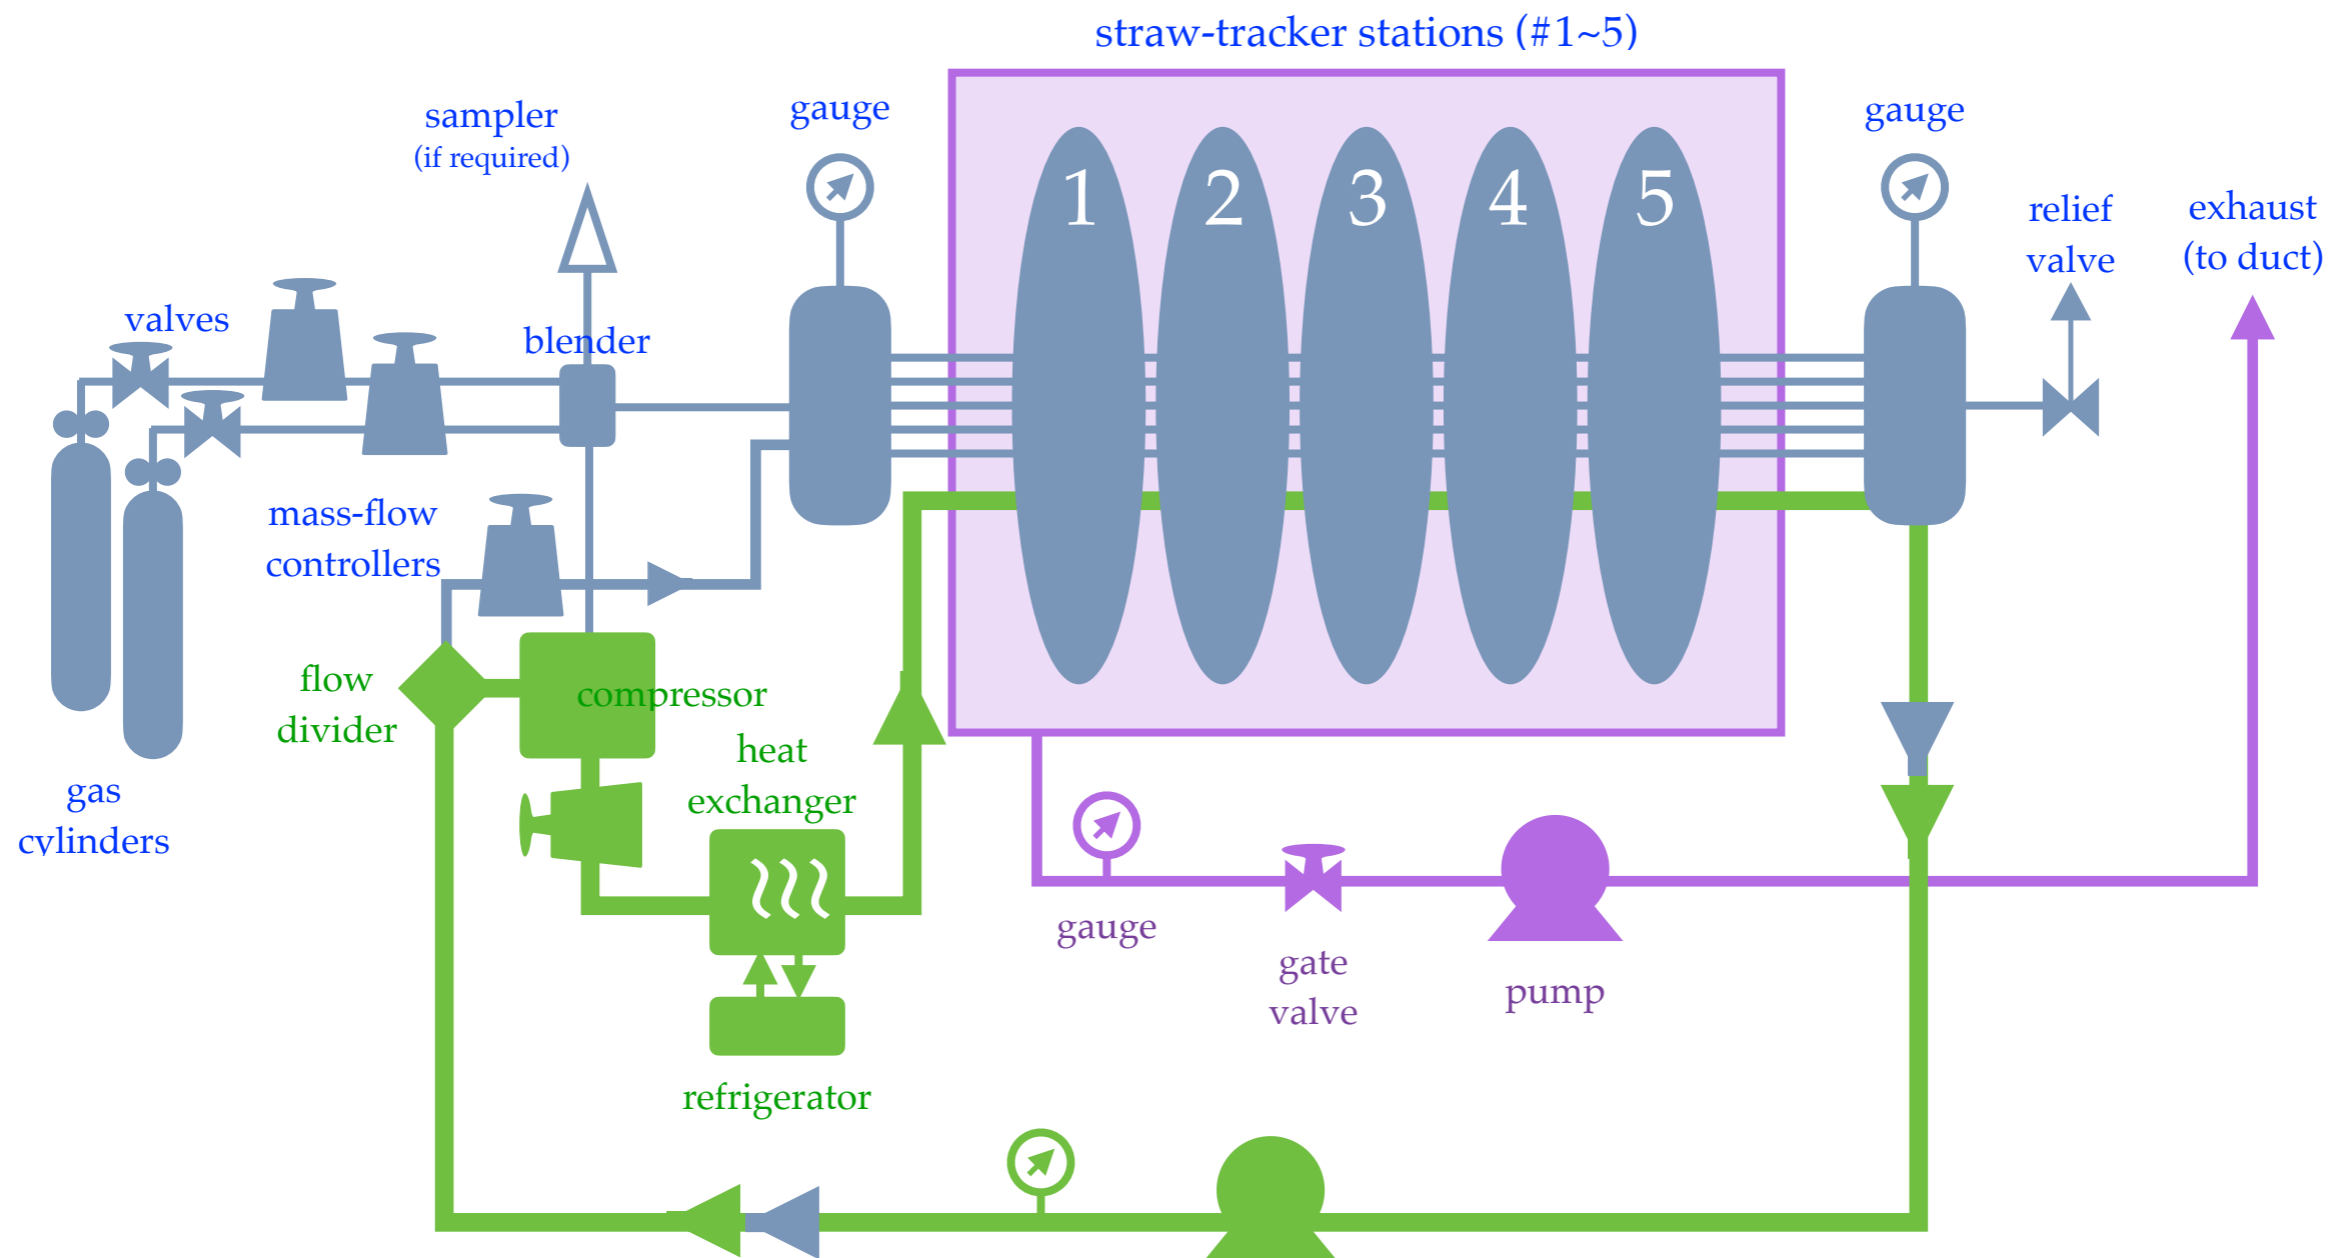 straw-tracker stations (#1~5)
sampler
(if required)
gauge
gauge
relief
valve
exhaust
(to duct)
1 2 3 4 5
valves
blender
mass-flow
controllers
flow
divider
compressor
heat
exchanger
gas
cylinders
gauge
gate
valve
pump
refrigerator